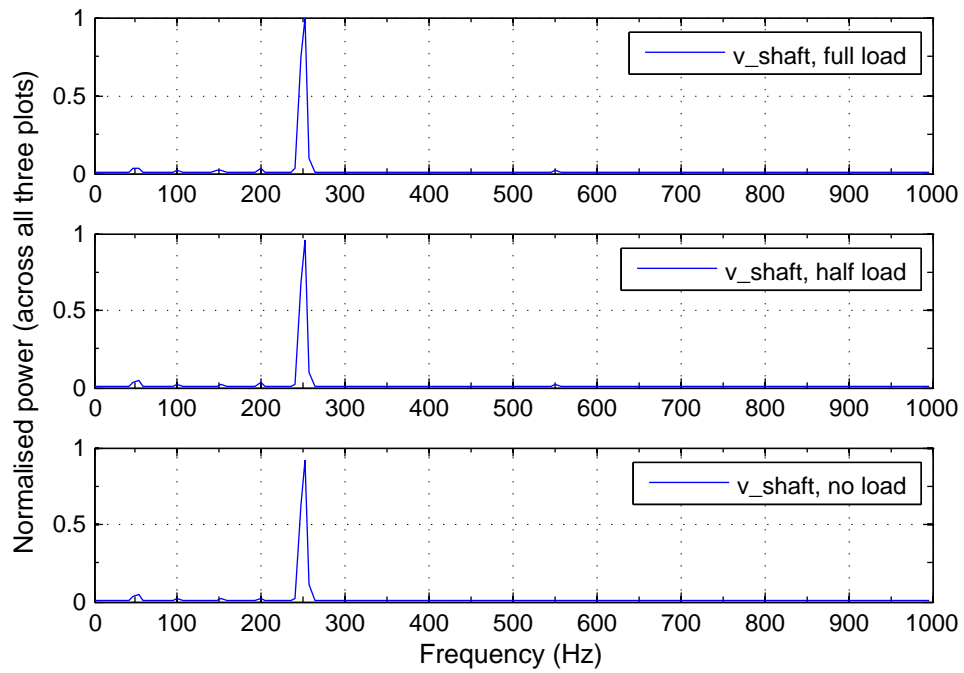 Normalised power (across all three plots)
1
0.5
0
v_shaft, full load
0 100 200 300 400 500 600 700 800 900 1000
1
0.5
0
v_shaft, half load
0 100 200 300 400 500 600 700 800 900 1000
1
0.5
0
v_shaft, no load
0 100 200 300 400 500 600 700 800 900 1000
Frequency (Hz)